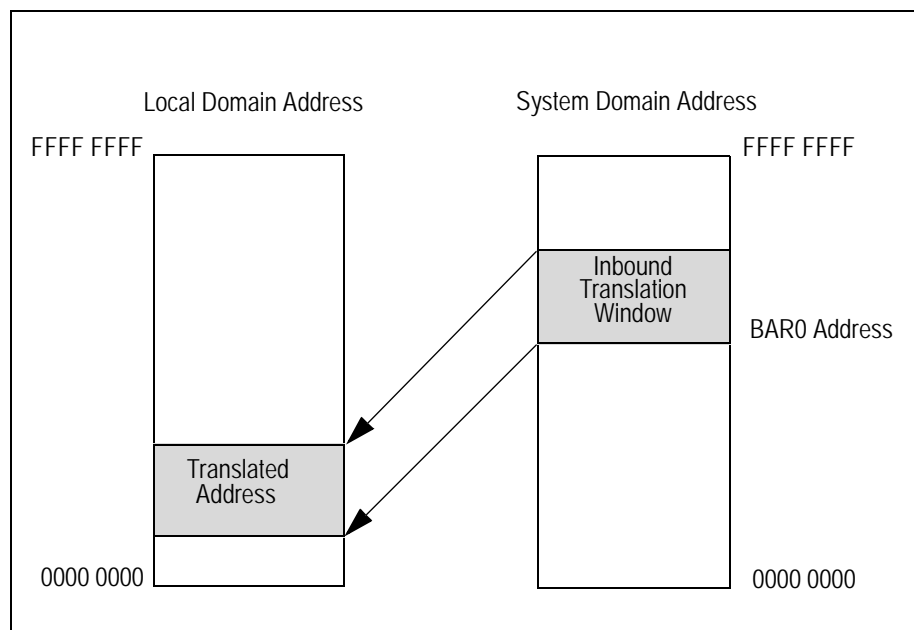 Local Domain Address
System Domain Address
FFFF FFFF
FFFF FFFF
Inbound
Translation
Window
BAR0 Address
Translated
Address
0000 0000
0000 0000